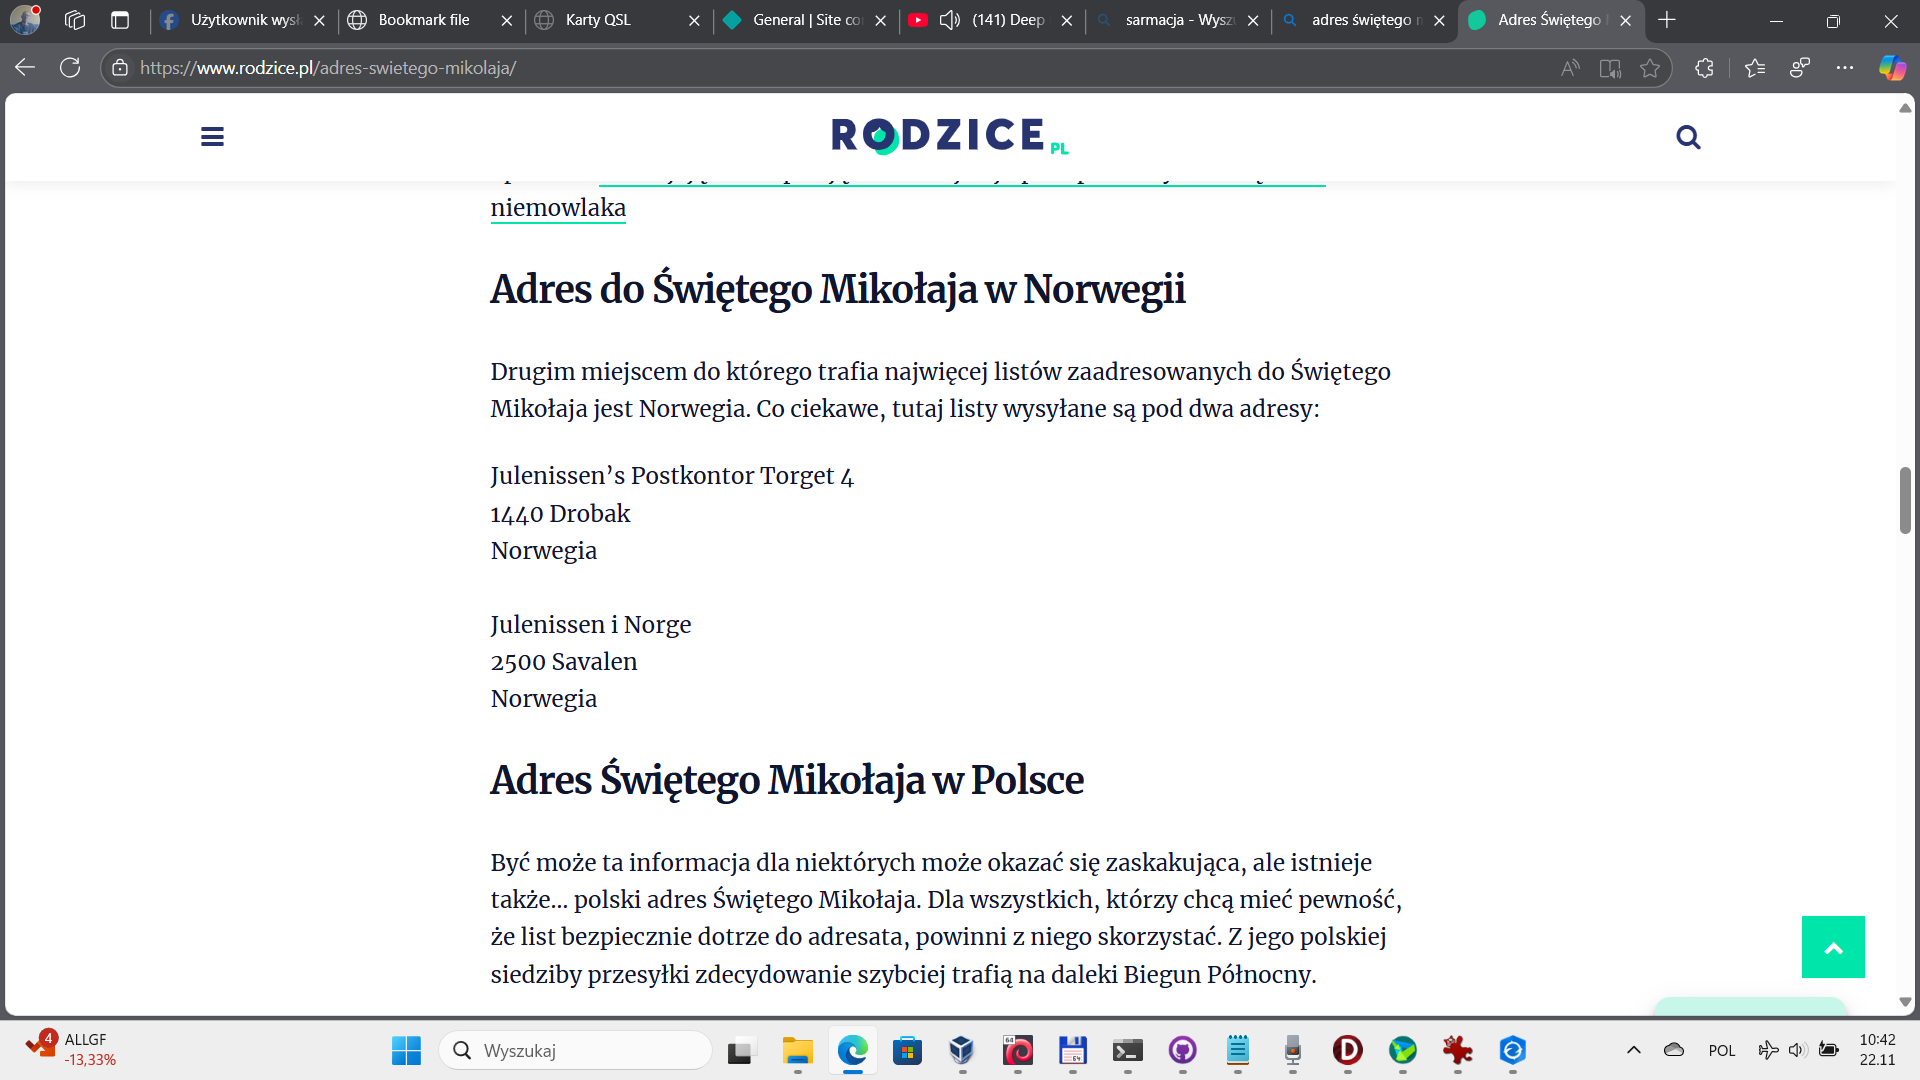 Użytkownik wysł
Bookmark file
Karty QSL
General | Site co
(141) Deep
sarmacja - Wysz
adres świętego m
Adres Świętego
https://www.rodzice.pl/adres-swietego-mikolaja/
RODZICE PL
niemowlaka
Adres do Świętego Mikołaja w Norwegii
Drugim miejscem do którego trafia najwięcej listów zaadresowanych do Świętego
Mikołaja jest Norwegia. Co ciekawe, tutaj listy wysyłane są pod dwa adresy:
Julenissen’s Postkontor Torget 4
1440 Drobak
Norwegia
Julenissen i Norge
2500 Savalen
Norwegia
Adres Świętego Mikołaja w Polsce
Być może ta informacja dla niektórych może okazać się zaskakująca, ale istnieje
także... polski adres Świętego Mikołaja. Dla wszystkich, którzy chcą mieć pewność,
że list bezpiecznie dotrze do adresata, powinni z niego skorzystać. Z jego polskiej
siedziby przesyłki zdecydowanie szybciej trafią na daleki Biegun Północny.
4
ALLGF
-13,33%
Wyszukaj
64
64
D
POL
10:42
22.11